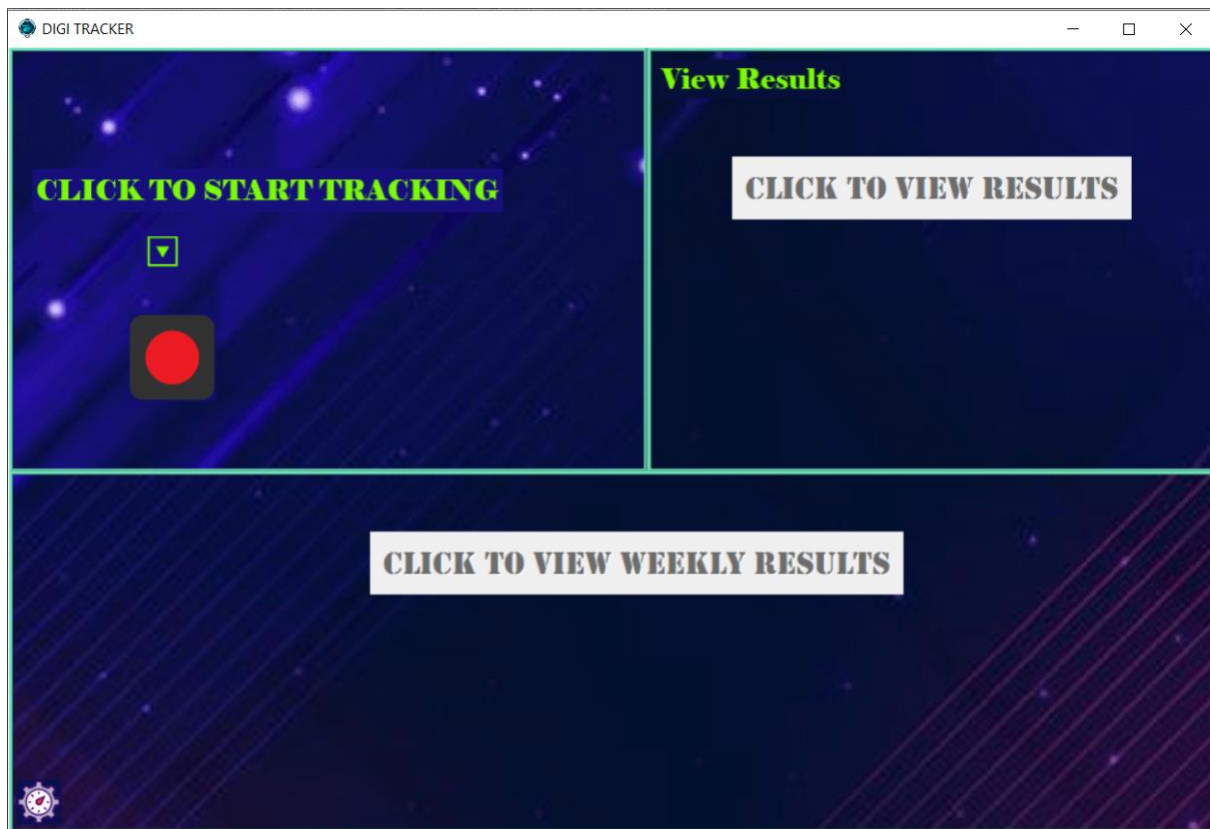 DIGI TRACKER
CLICK TO START TRACKING
View Results
CLICK TO VIEW RESULTS
CLICK TO VIEW WEEKLY RESULTS